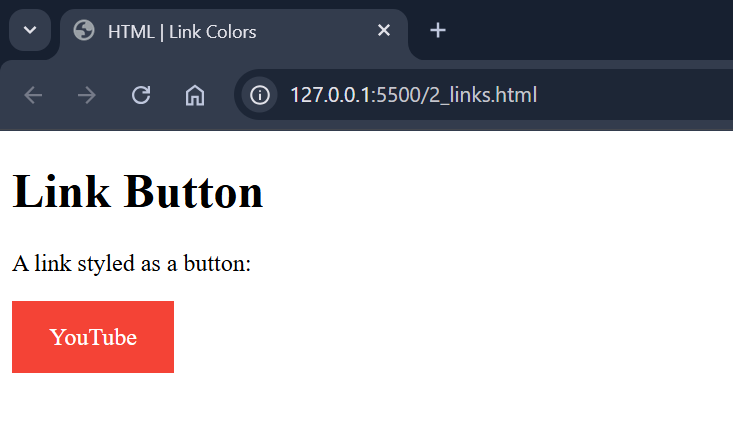 HTML | Link Colors
127.0.0.1:5500/2_links.html
Link Button
A link styled as a button:
YouTube